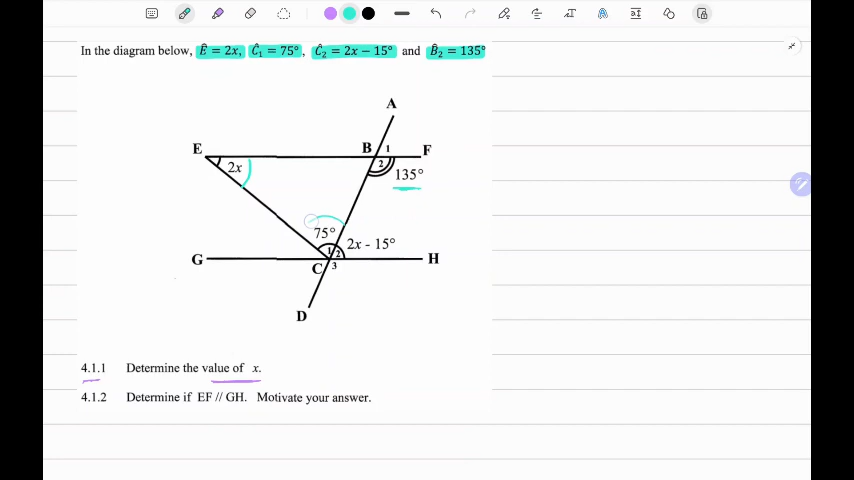 In the diagram below, Ê = 2x, Ĉ₁ = 75°, Ĉ₂ = 2x − 15° and B̂₂ = 135°
A
E
B
1
F
2x
2
135°
75°
2x - 15°
1
2
G
C
3
H
D
4.1.1 Determine the value of x.
4.1.2 Determine if EF // GH. Motivate your answer.